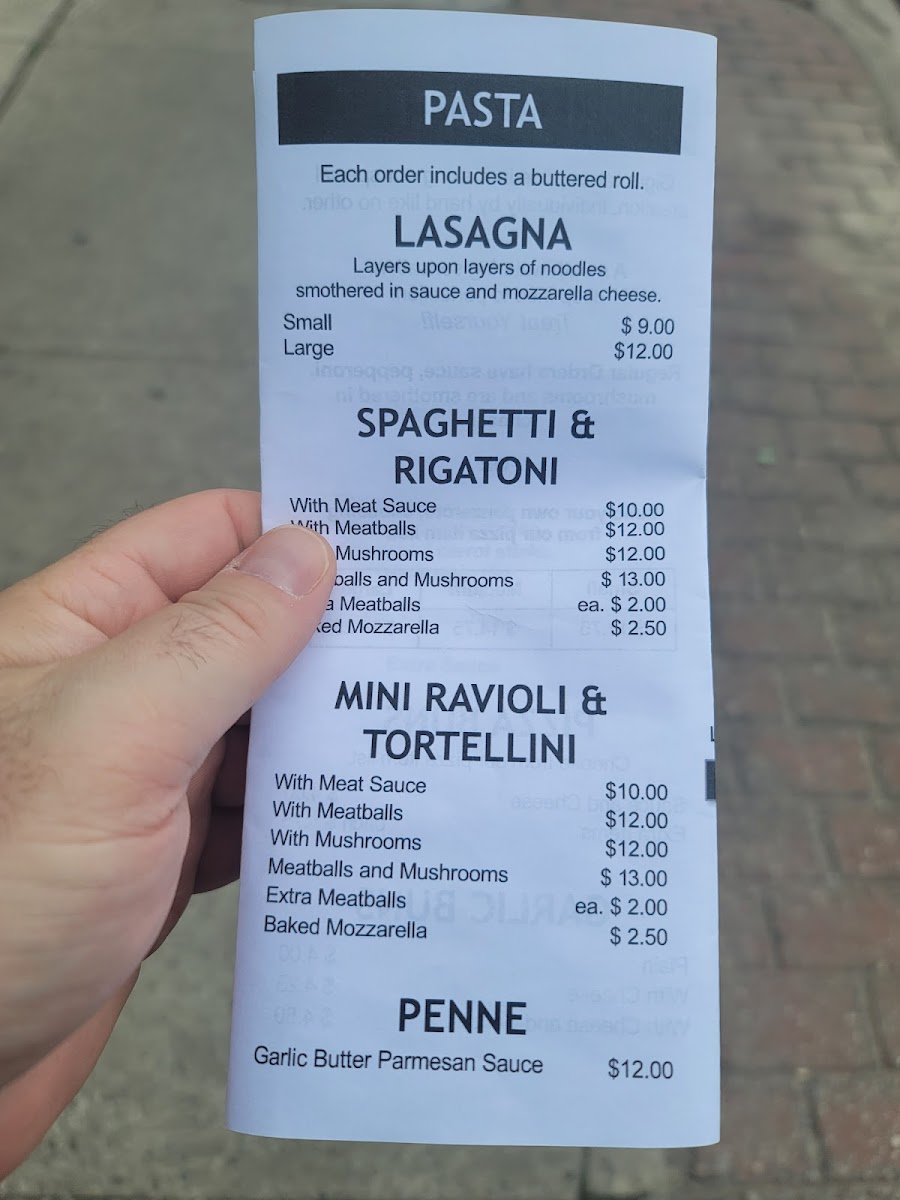 PASTA
Each order includes a buttered roll.
LASAGNA
Layers upon layers of noodles
smothered in sauce and mozzarella cheese.
Small $ 9.00
Large $12.00
SPAGHETTI &
RIGATONI
With Meat Sauce $10.00
With Meatballs $12.00
Mushrooms $12.00
balls and Mushrooms $ 13.00
a Meatballs ea. $ 2.00
ked Mozzarella $ 2.50
MINI RAVIOLI &
TORTELLINI
With Meat Sauce $10.00
With Meatballs $12.00
With Mushrooms $12.00
Meatballs and Mushrooms $ 13.00
Extra Meatballs ea. $ 2.00
Baked Mozzarella $ 2.50
PENNE
Garlic Butter Parmesan Sauce $12.00